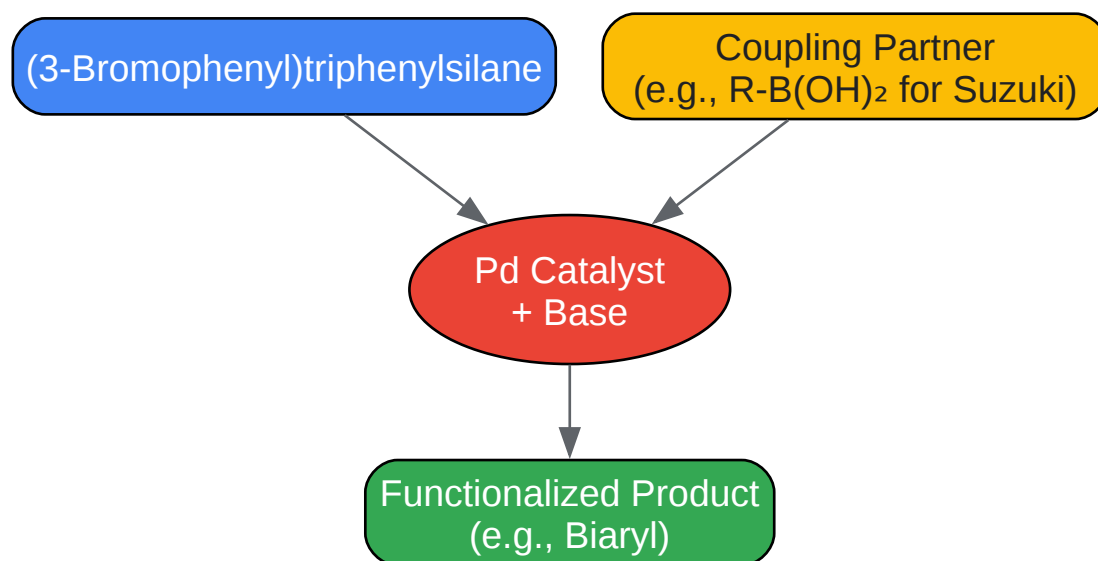 (3-Bromophenyl)triphenylsilane
Coupling Partner
(e.g., R-B(OH)₂ for Suzuki)
Pd Catalyst
+ Base
Functionalized Product
(e.g., Biaryl)